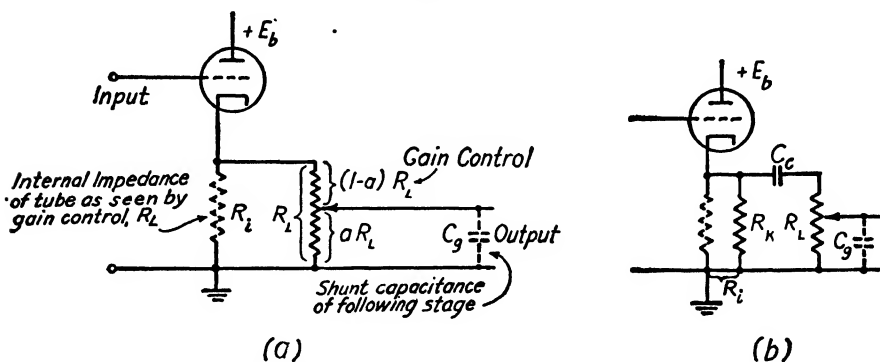 +E_b
Input
Internal Impedance
of tube as seen by
gain control, R_L
R_i
R_L
(1-a) R_L
Gain Control
a R_L
C_g
Output
Shunt capacitance
of following stage
(a)
+E_b
C_c
R_K
R_L
C_g
R_i
(b)